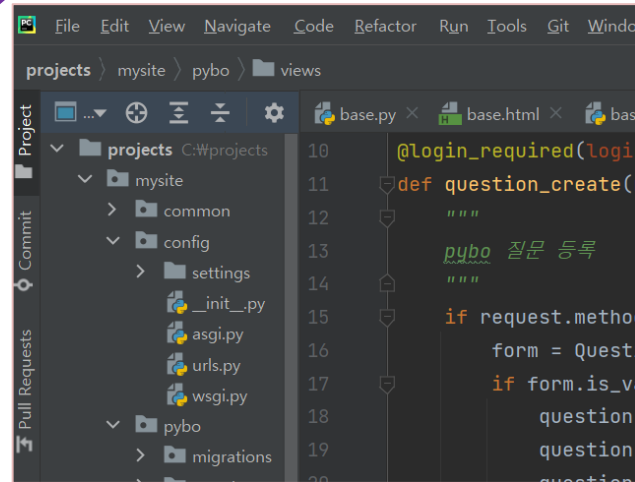 PC File Edit View Navigate Code Refactor Run Tools Git Windo
projects mysite pybo views
Project
Commit
Pull Requests
...
base.py base.html bas
projects C:₩projects
mysite
common
config
settings
__init__.py
asgi.py
urls.py
wsgi.py
pybo
migrations
10 @login_required(logi
11 def question_create(
12 """
13 pybo 질문 등록
14 """
15 if request.metho
16 form = Quest
17 if form.is_va
18 question
19 question